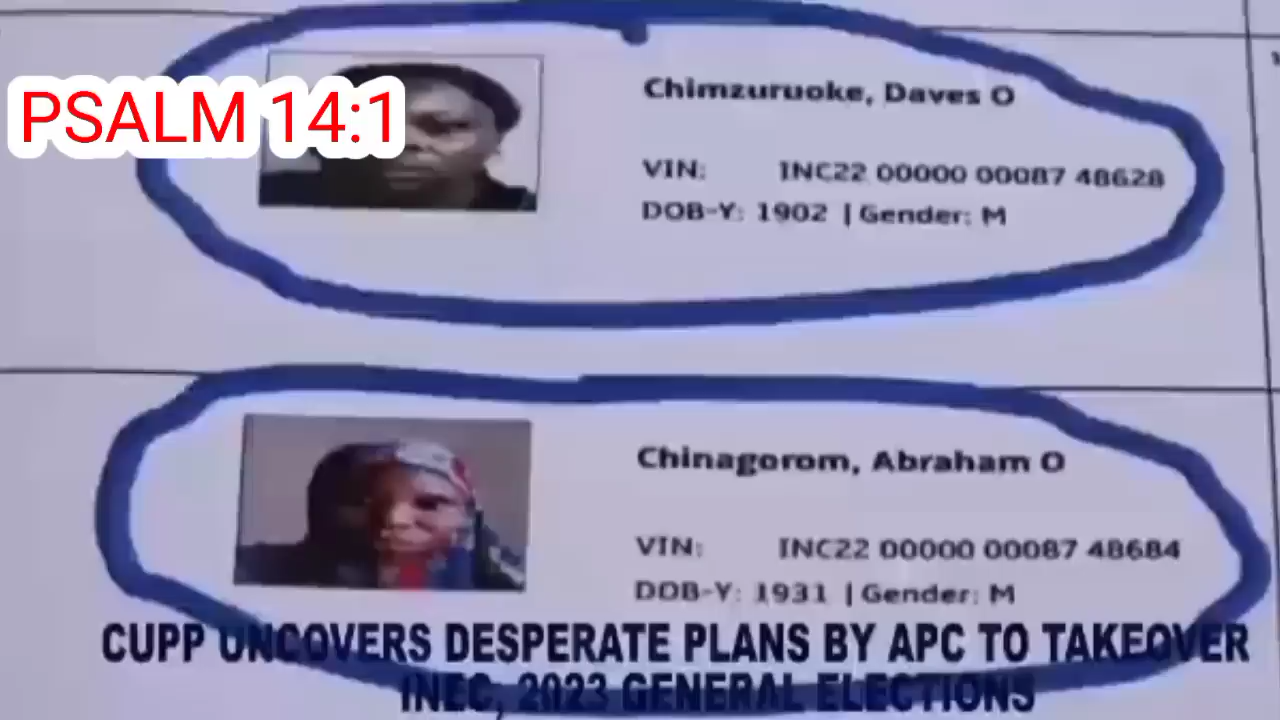 PSALM 14:1
Chimzuruoke, Daves O
VIN: INC22 00000 00087 48628
DOB-Y: 1902 | Gender: M
Chinagorom, Abraham O
VIN: INC22 00000 00087 48684
DOB-Y: 1931 | Gender: M
CUPP UNCOVERS DESPERATE PLANS BY APC TO TAKEOVER
INEC, 2023 GENERAL ELECTIONS